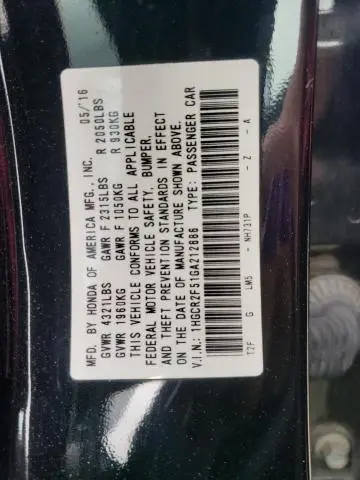 MFD. BY HONDA OF AMERICA MFG., INC. 05/'16
GVWR 4321LBS GAWR F 2315LBS R 2050LBS
GVWR 1960KG GAWR F 1050KG R 930KG
THIS VEHICLE CONFORMS TO ALL APPLICABLE
FEDERAL MOTOR VEHICLE SAFETY, BUMPER,
AND THEFT PREVENTION STANDARDS IN EFFECT
ON THE DATE OF MANUFACTURE SHOWN ABOVE.
V.I.N.: 1HGCR2F51GA212686 TYPE: PASSENGER CAR
T2F G LM5 - NH731P - Z - A